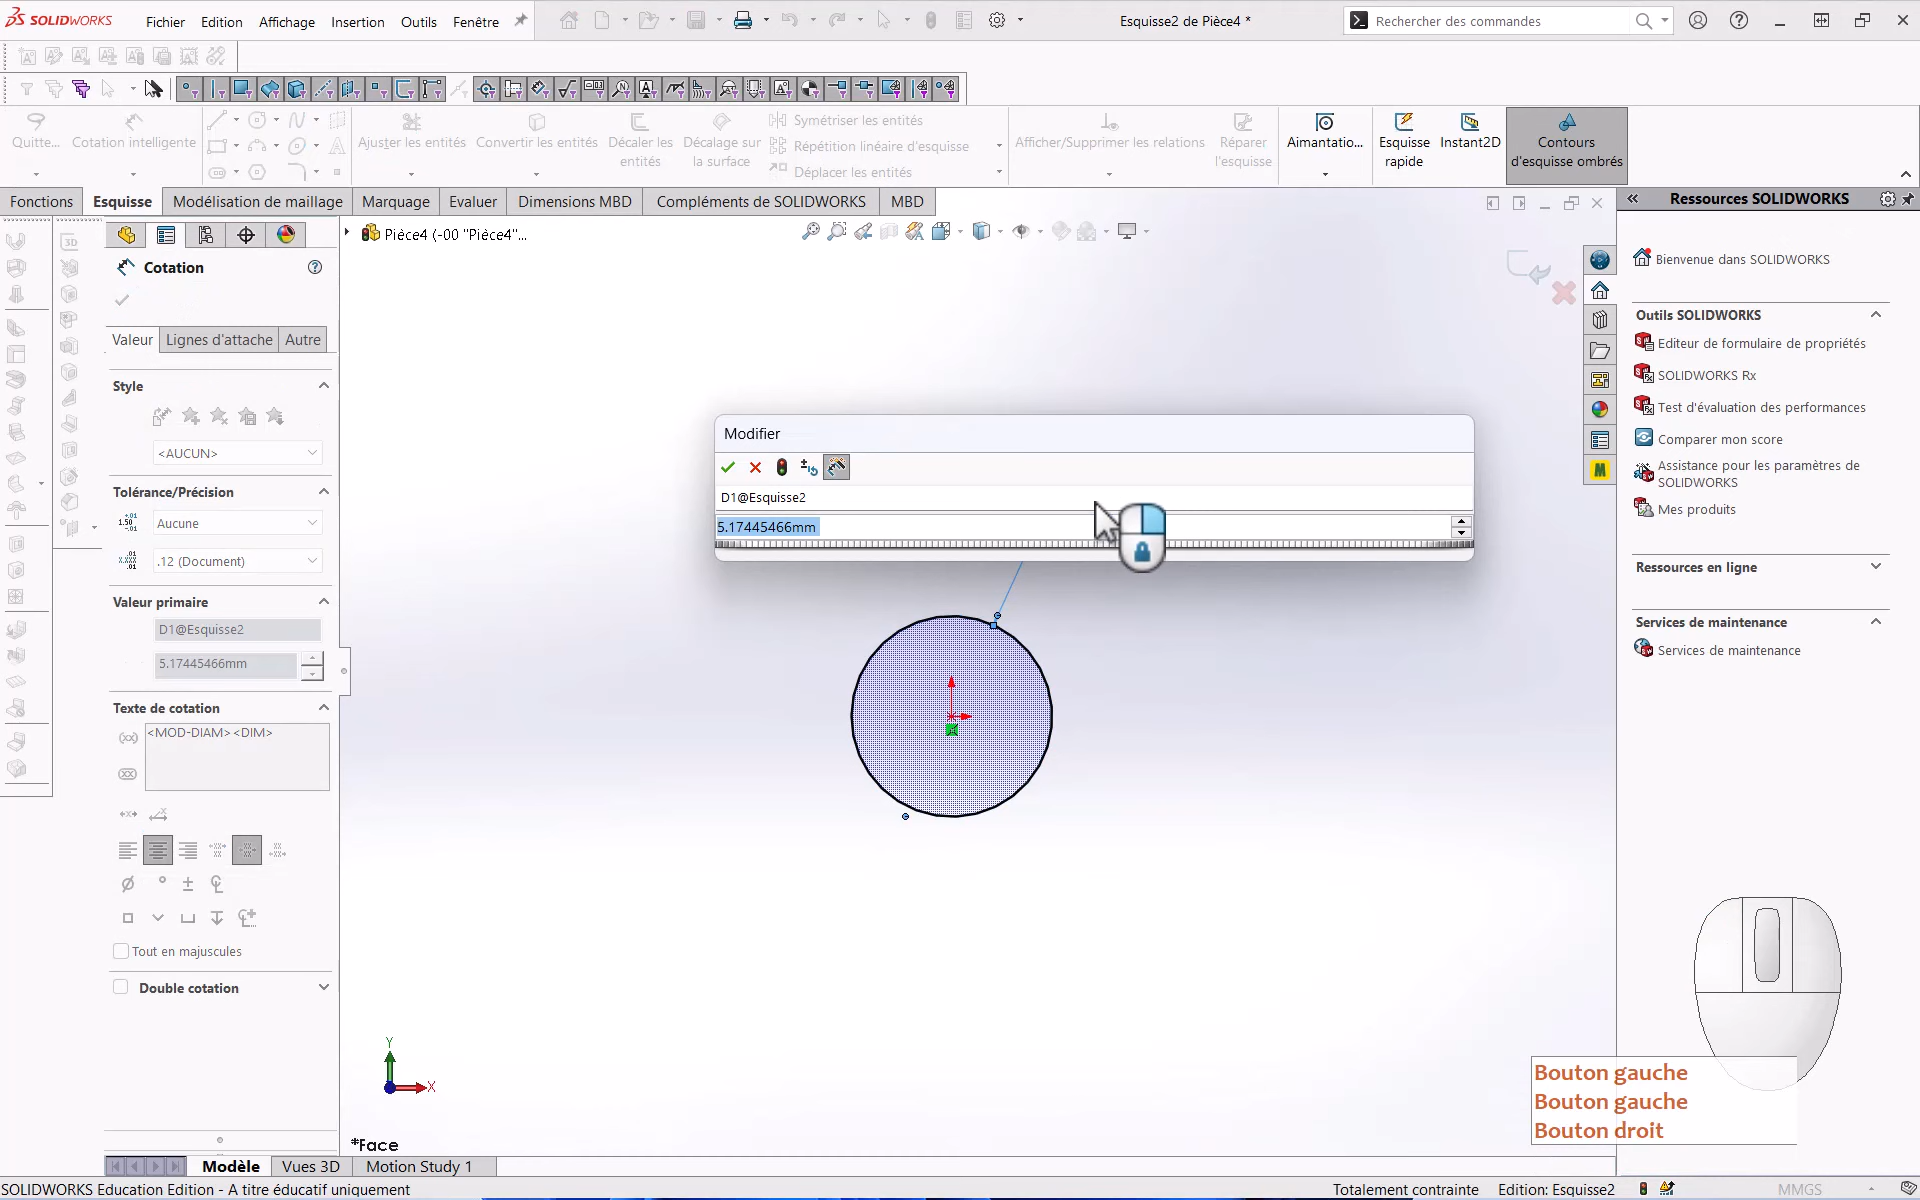 SOLIDWORKS
Fichier
Edition
Affichage
Insertion
Outils
Fenêtre
Esquisse2 de Pièce4 *
Rechercher des commandes
Quitte...
Cotation intelligente
Ajuster les entités
Convertir les entités
Décaler les entités
Décalage sur la surface
Symétriser les entités
Répétition linéaire d'esquisse
Déplacer les entités
Afficher/Supprimer les relations
Réparer l'esquisse
Aimantatio...
Esquisse rapide
Instant2D
Contours d'esquisse ombrés
Fonctions
Esquisse
Modélisation de maillage
Marquage
Evaluer
Dimensions MBD
Compléments de SOLIDWORKS
MBD
Pièce4 (-00 "Pièce4"...
Cotation
Valeur
Lignes d'attache
Autre
Style
<AUCUN>
Tolérance/Précision
Aucune
.12 (Document)
Valeur primaire
D1@Esquisse2
5.17445466mm
Texte de cotation
<MOD-DIAM><DIM>
Tout en majuscules
Double cotation
Modifier
D1@Esquisse2
5.17445466mm
Y
X
*Face
Ressources SOLIDWORKS
Bienvenue dans SOLIDWORKS
Outils SOLIDWORKS
Editeur de formulaire de propriétés
SOLIDWORKS Rx
Test d'évaluation des performances
Comparer mon score
Assistance pour les paramètres de
SOLIDWORKS
Mes produits
Ressources en ligne
Services de maintenance
Services de maintenance
Bouton gauche
Bouton gauche
Bouton droit
Modèle
Vues 3D
Motion Study 1
SOLIDWORKS Education Edition - A titre éducatif uniquement
Totalement contrainte
Edition: Esquisse2
MMGS